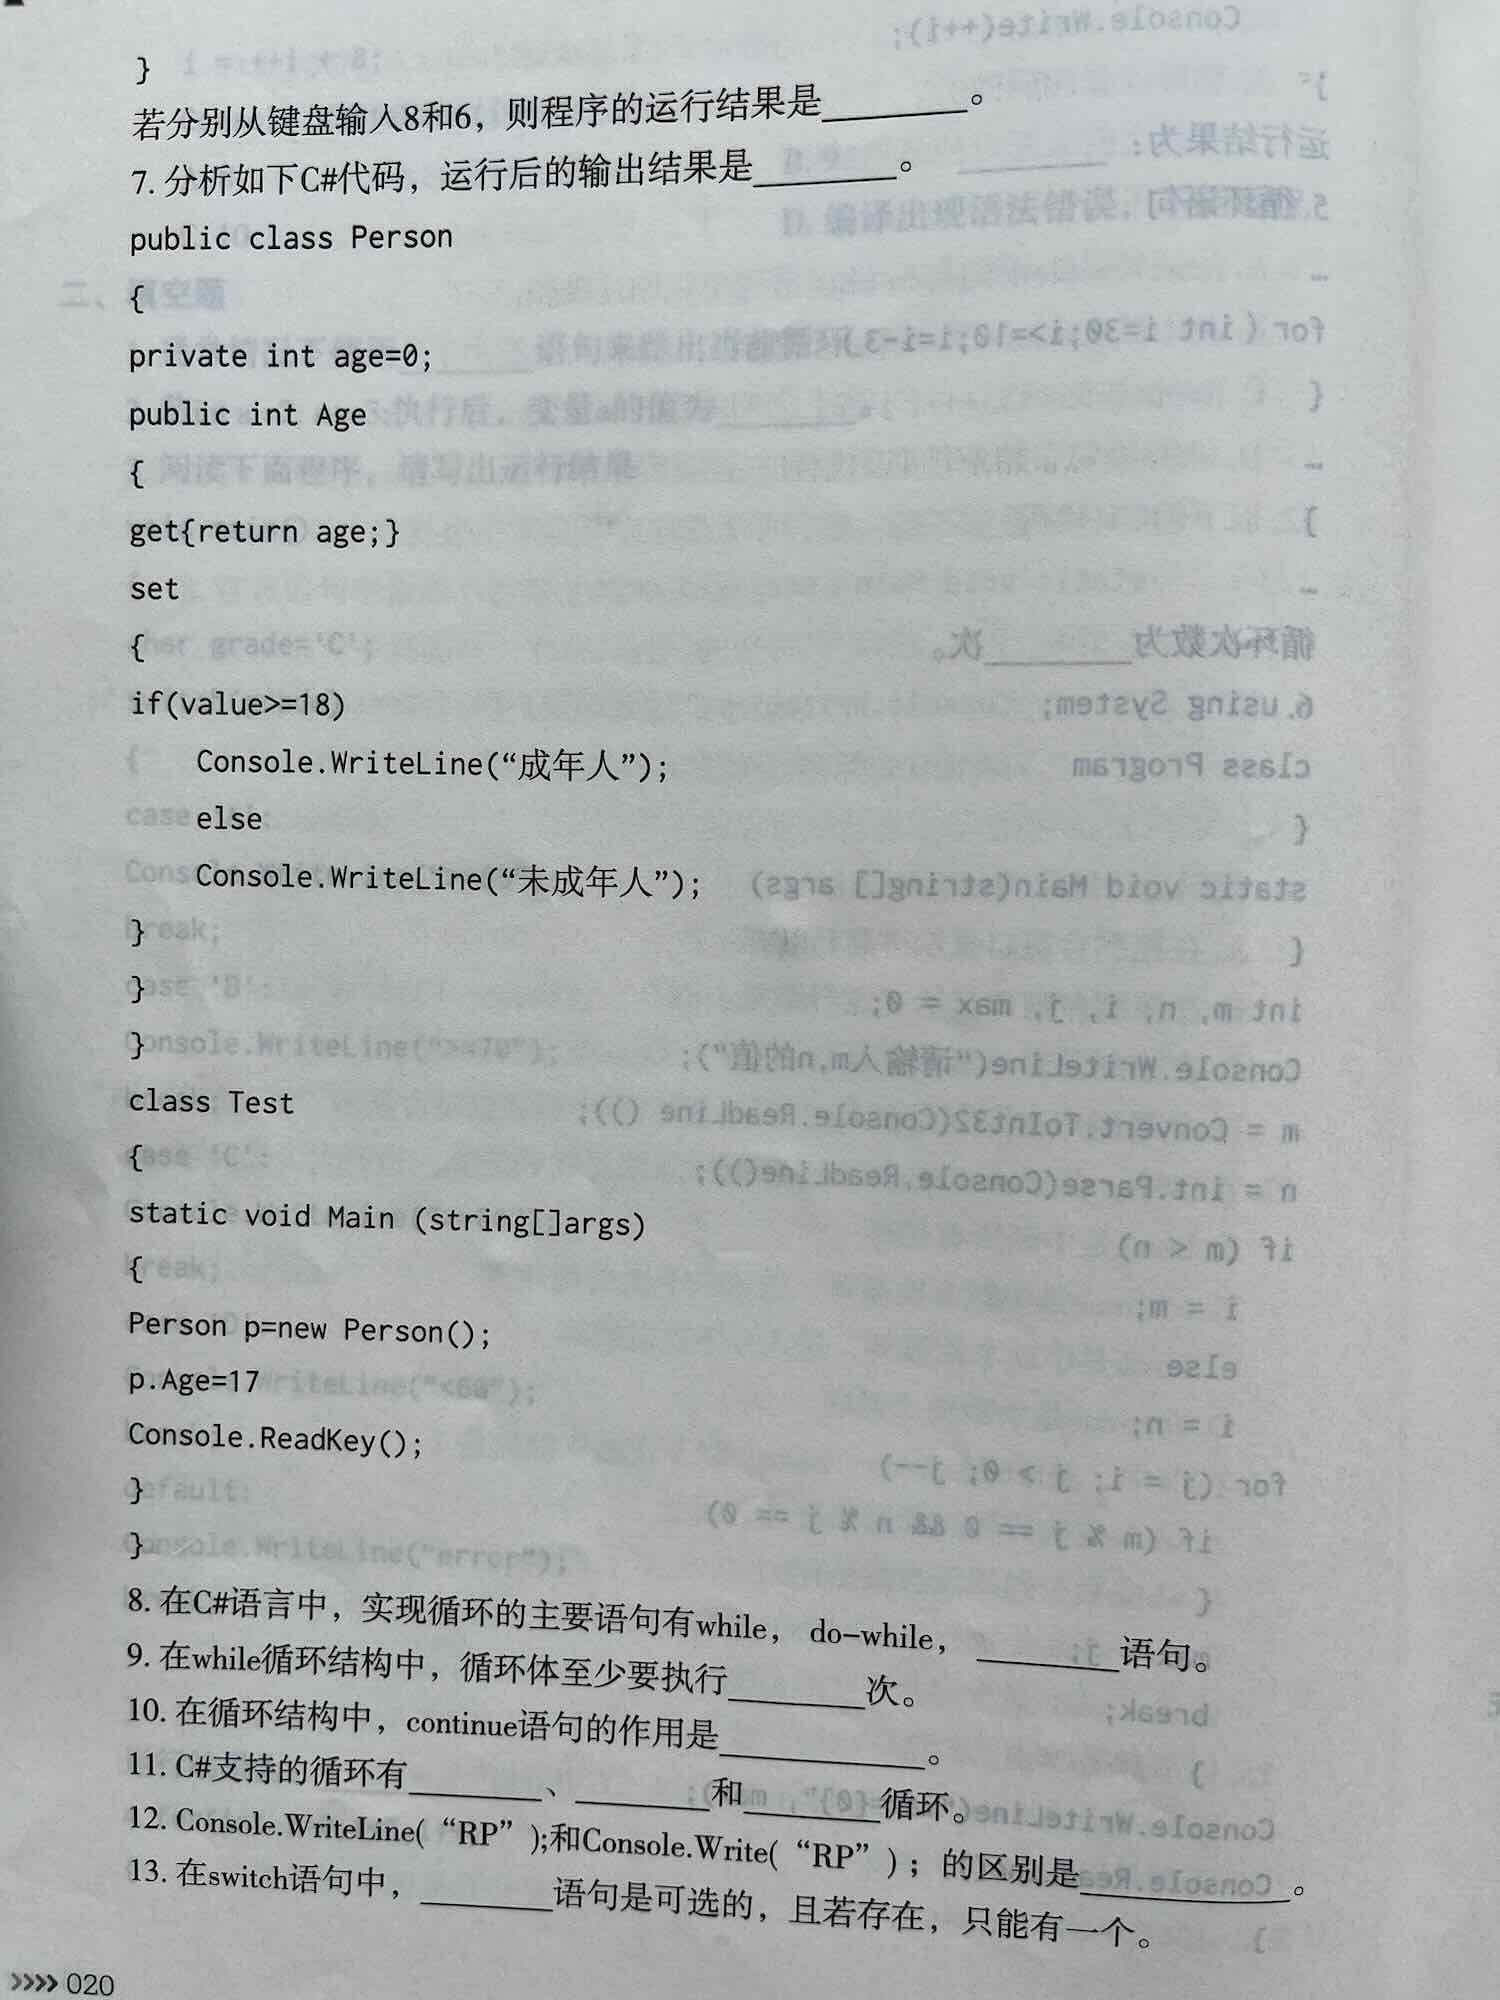 }
若分别从键盘输入8和6，则程序的运行结果是________。
7. 分析如下C#代码，运行后的输出结果是________。
public class Person
{
private int age=0;
public int Age
{
get{return age;}
set
{
if(value>=18)
Console.WriteLine(“成年人”);
else
Console.WriteLine(“未成年人”);
}
}
}
class Test
{
static void Main (string[]args)
{
Person p=new Person();
p.Age=17
Console.ReadKey();
}
}
8. 在C#语言中，实现循环的主要语句有while， do-while，________语句。
9. 在while循环结构中，循环体至少要执行________次。
10. 在循环结构中，continue语句的作用是____________。
11. C#支持的循环有________、________和________循环。
12. Console.WriteLine(“RP”);和Console.Write(“RP”)；的区别是____________。
13. 在switch语句中，________语句是可选的，且若存在，只能有一个。
>>>> 020